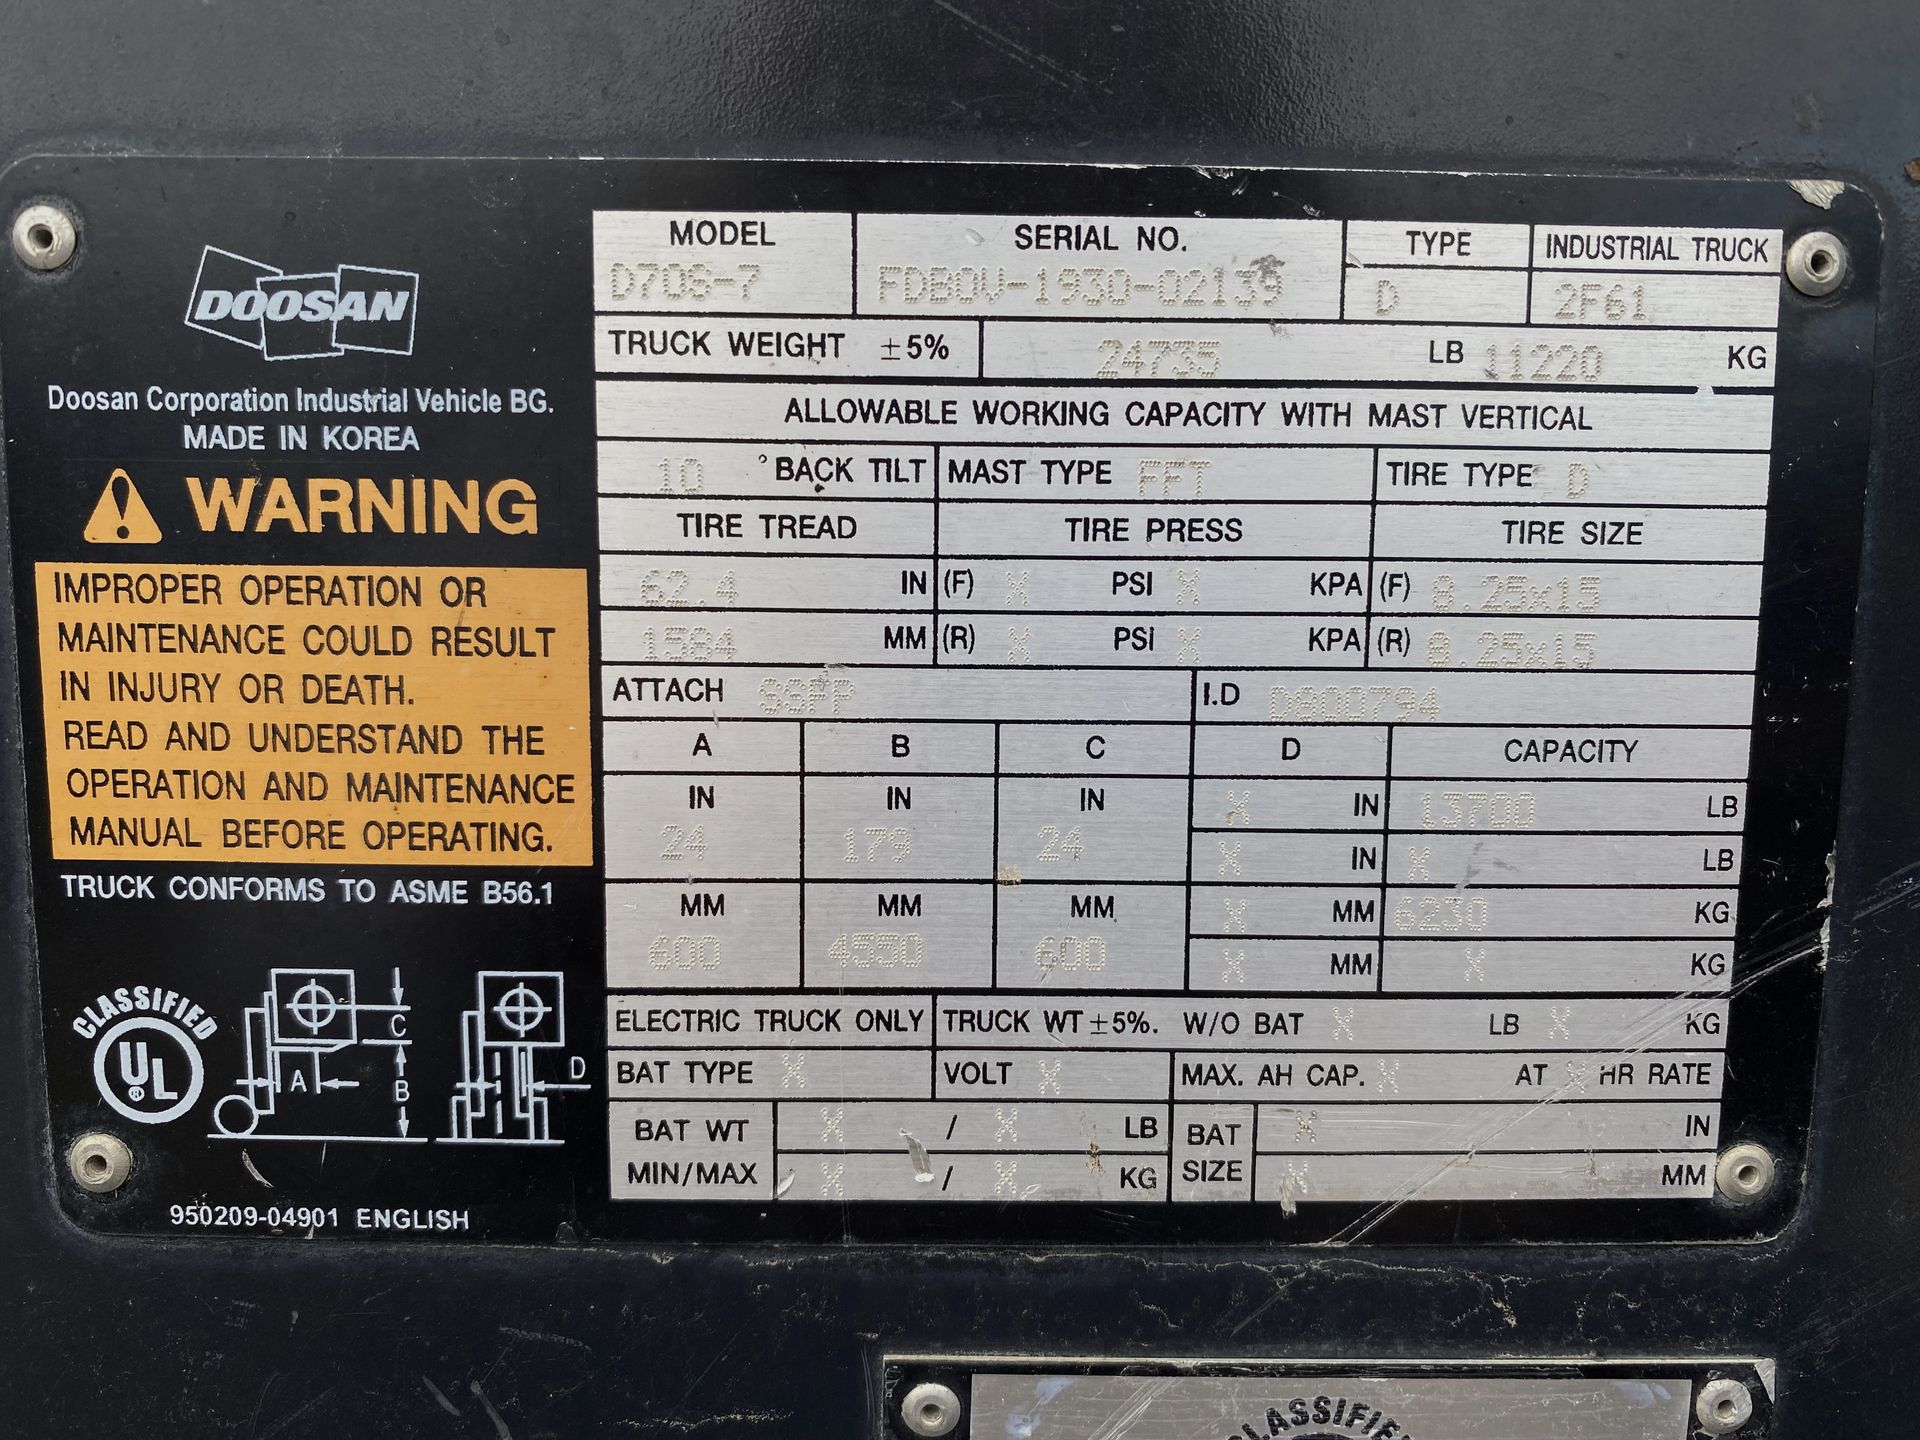 DOOSAN
Doosan Corporation Industrial Vehicle BG.
MADE IN KOREA
WARNING
IMPROPER OPERATION OR
MAINTENANCE COULD RESULT
IN INJURY OR DEATH.
READ AND UNDERSTAND THE
OPERATION AND MAINTENANCE
MANUAL BEFORE OPERATING.
TRUCK CONFORMS TO ASME B56.1
CLASSIFIED
UL ®
A B C D
950209-04901 ENGLISH
MODEL SERIAL NO. TYPE INDUSTRIAL TRUCK
D70S-7 FDB0V-1930-02139 D 2F61
TRUCK WEIGHT ±5% 24735 LB 11220 KG
ALLOWABLE WORKING CAPACITY WITH MAST VERTICAL
10 ° BACK TILT MAST TYPE FFT TIRE TYPE D
TIRE TREAD TIRE PRESS TIRE SIZE
62.4 IN (F) X PSI X KPA (F) 8.25x15
1584 MM (R) X PSI X KPA (R) 8.25x15
ATTACH SSFP I.D D800794
A B C D CAPACITY
IN IN IN X IN 13700 LB
24 179 24 X IN X LB
MM MM MM X MM 6230 KG
600 4550 600 X MM X KG
ELECTRIC TRUCK ONLY TRUCK WT ±5%. W/O BAT X LB X KG
BAT TYPE X VOLT X MAX. AH CAP. X AT X HR RATE
BAT WT X / X LB BAT X IN
MIN/MAX X / X KG SIZE X MM
CLASSIFIED